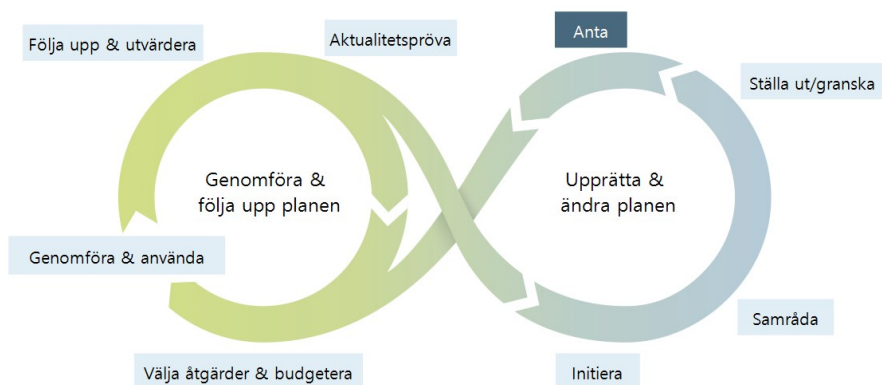 Följa upp & utvärdera
Aktualitetspröva
Anta
Ställa ut/granska
Genomföra &
följa upp planen
Upprätta &
ändra planen
Genomföra & använda
Samråda
Välja åtgärder & budgetera
Initiera